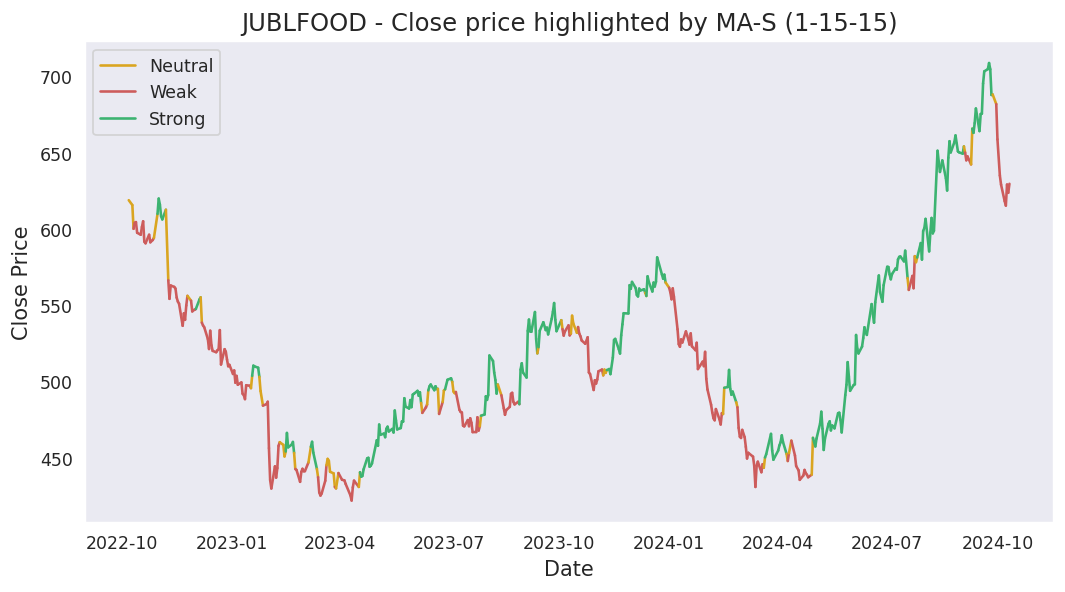 JUBLFOOD - Close price highlighted by MA-S (1-15-15)
Neutral
Weak
Strong
Close Price
700
650
600
550
500
450
2022-10 2023-01 2023-04 2023-07 2023-10 2024-01 2024-04 2024-07 2024-10
Date